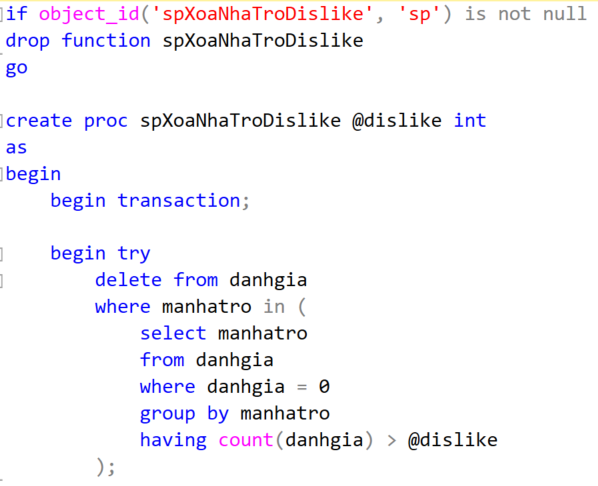 if object_id('spXoaNhaTroDislike', 'sp') is not null
drop function spXoaNhaTroDislike
go
create proc spXoaNhaTroDislike @dislike int
as
begin
begin transaction;
begin try
delete from danhgia
where manhatro in (
select manhatro
from danhgia
where danhgia = 0
group by manhatro
having count(danhgia) > @dislike
);